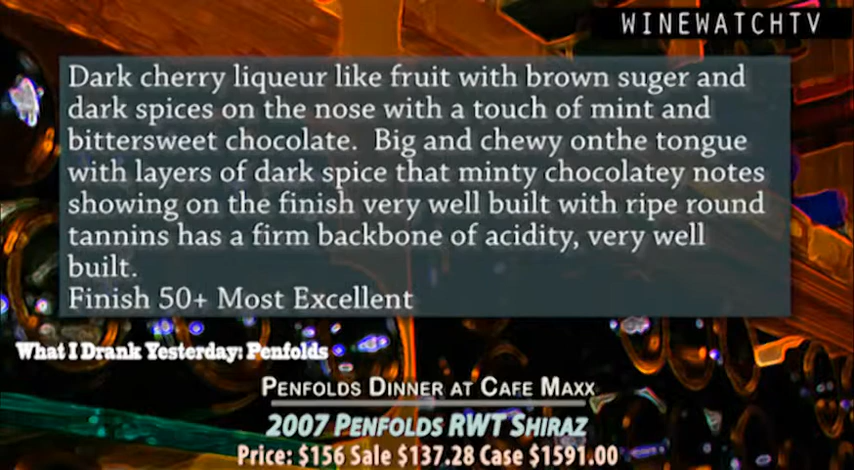 WINEWATCHTV
Dark cherry liqueur like fruit with brown suger and
dark spices on the nose with a touch of mint and
bittersweet chocolate.  Big and chewy onthe tongue
with layers of dark spice that minty chocolatey notes
showing on the finish very well built with ripe round
tannins has a firm backbone of acidity, very well
built.
Finish 50+ Most Excellent
What I Drank Yesterday: Penfolds
Penfolds Dinner at Cafe Maxx
2007 Penfolds RWT Shiraz
Price: $156 Sale $137.28 Case $1591.00